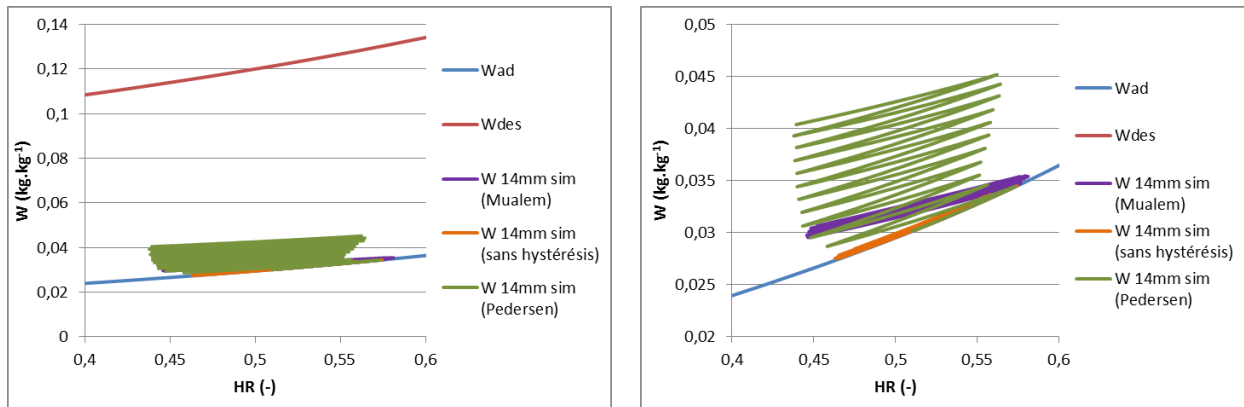 0,14
0,12
0,1
0,08
0,06
0,04
0,02
0
W (kg.kg⁻¹)
0,4 0,45 0,5 0,55 0,6
HR (-)
Wad
Wdes
W 14mm sim
(Mualem)
W 14mm sim
(sans hystérésis)
W 14mm sim
(Pedersen)
0,05
0,045
0,04
0,035
0,03
0,025
0,02
W (kg.kg⁻¹)
0,4 0,45 0,5 0,55 0,6
HR (-)
Wad
Wdes
W 14mm sim
(Mualem)
W 14mm sim
(sans hystérésis)
W 14mm sim
(Pedersen)